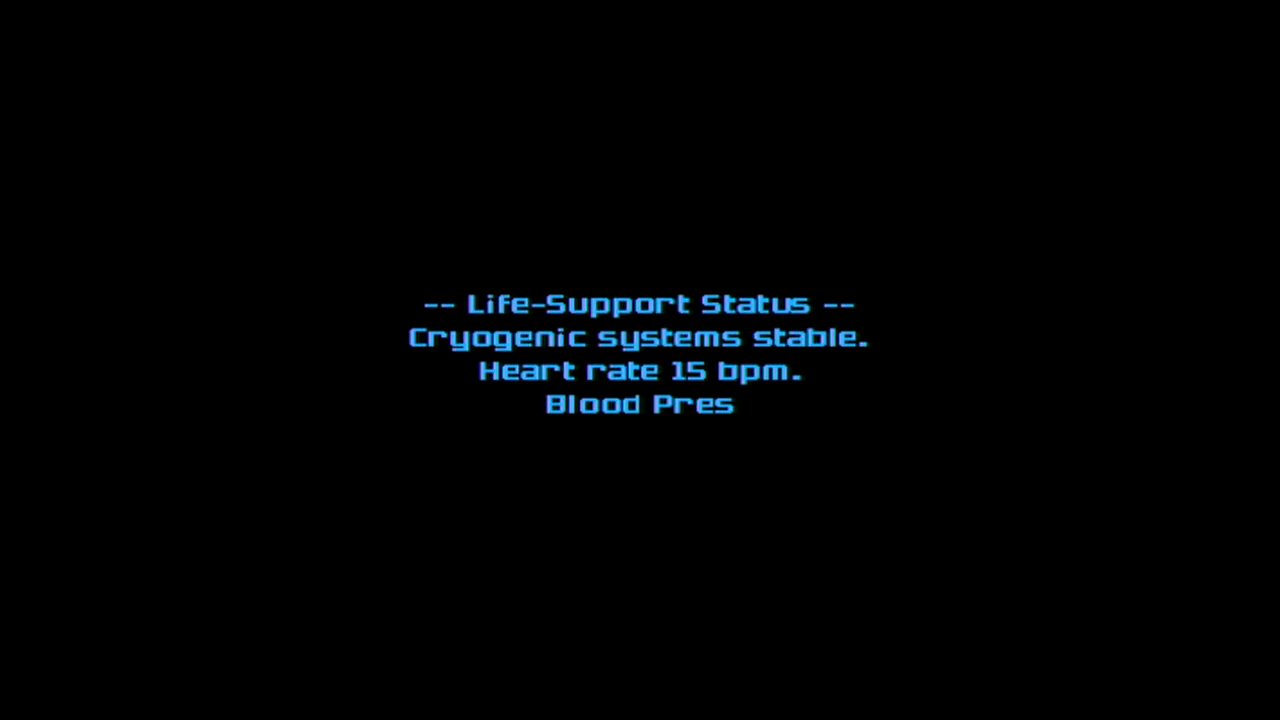 -- Life-Support Status --
Cryogenic systems stable.
Heart rate 15 bpm.
Blood Pres